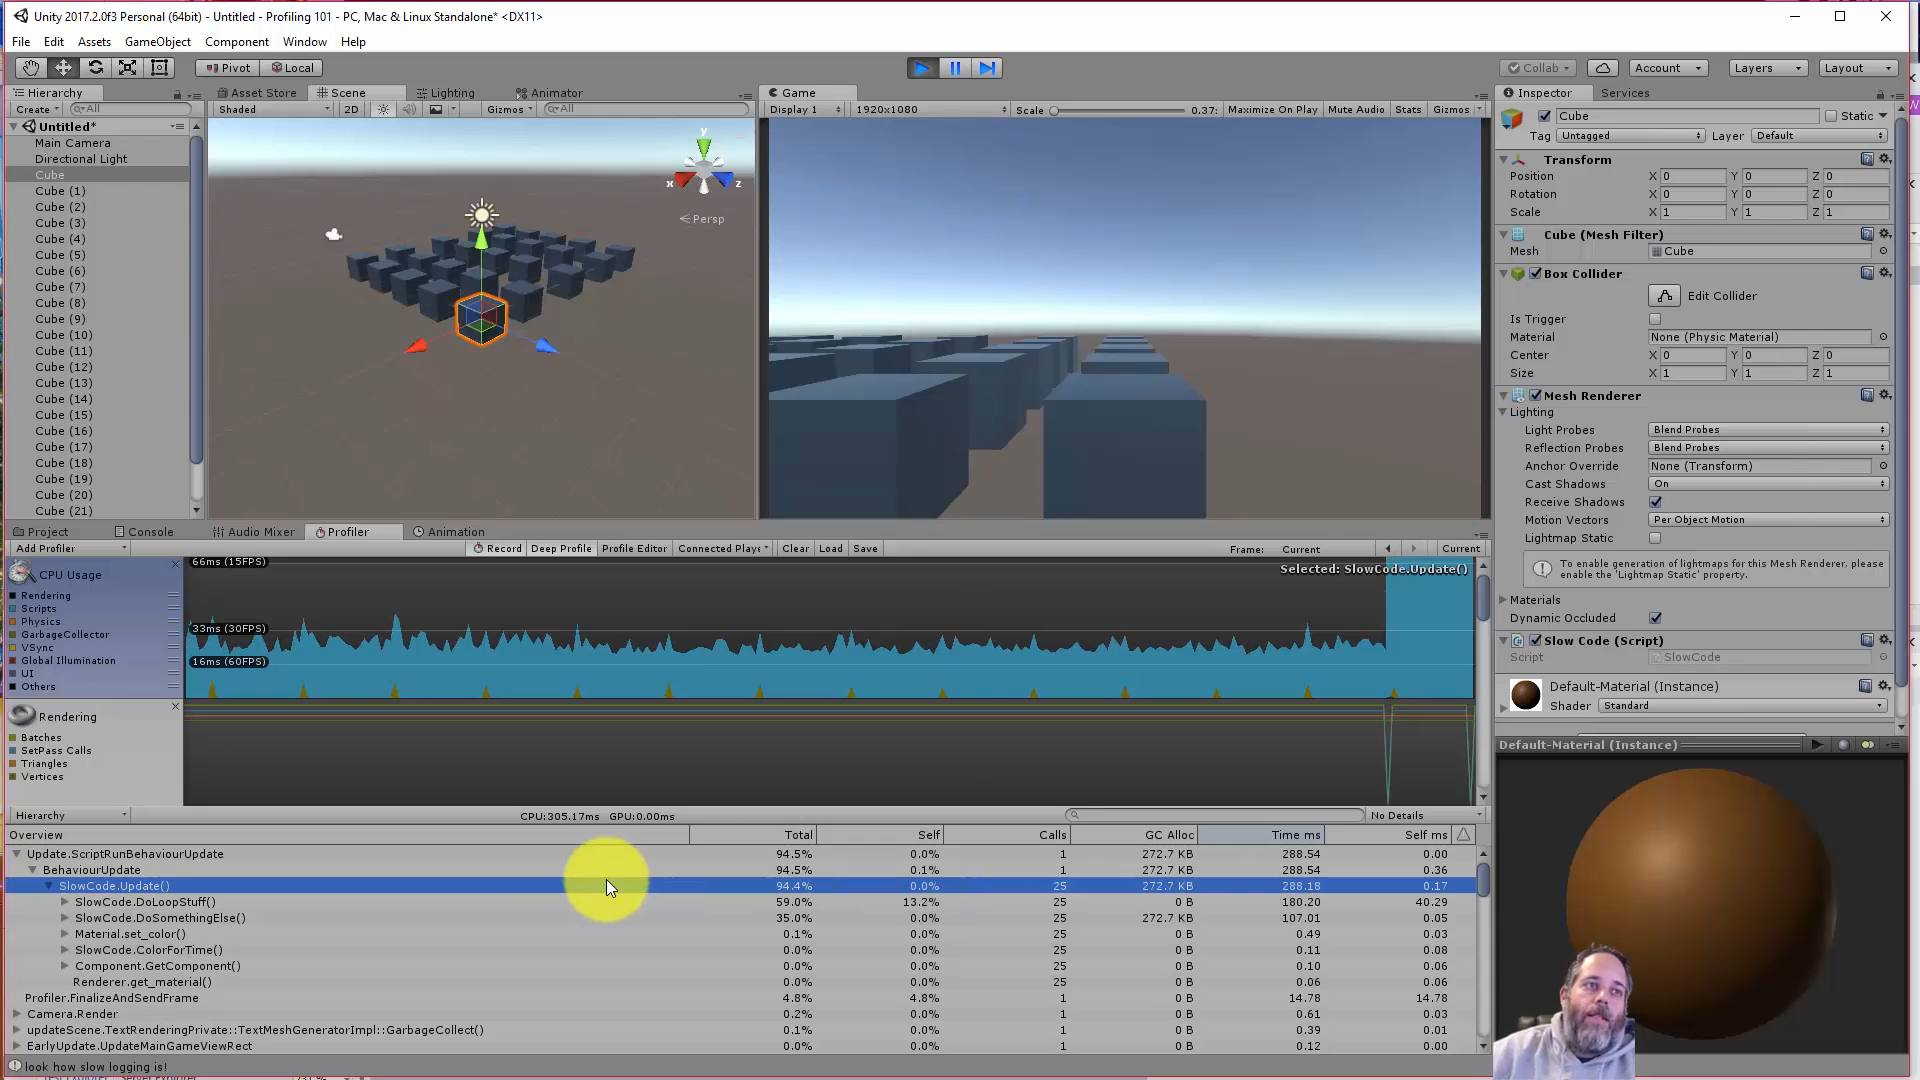 Unity 2017.2.0f3 Personal (64bit) - Untitled - Profiling 101 - PC, Mac & Linux Standalone* <DX11>
File Edit Assets GameObject Component Window Help
Pivot Local Collab Account Layers Layout
Hierarchy Asset Store Scene Lighting Animator Game Inspector Services
Create All Shaded 2D Gizmos All Display 1 1920x1080 Scale 0.37: Maximize On Play Mute Audio Stats Gizmos
Cube Static
Tag Untagged Layer Default
Untitled*
Main Camera
Directional Light
Cube
Cube (1)
Cube (2)
Cube (3)
Cube (4)
Cube (5)
Cube (6)
Cube (7)
Cube (8)
Cube (9)
Cube (10)
Cube (11)
Cube (12)
Cube (13)
Cube (14)
Cube (15)
Cube (16)
Cube (17)
Cube (18)
Cube (19)
Cube (20)
Cube (21)
y
x z
Persp
Transform
Position X 0 Y 0 Z 0
Rotation X 0 Y 0 Z 0
Scale X 1 Y 1 Z 1
Cube (Mesh Filter)
Mesh Cube
Box Collider
Edit Collider
Is Trigger
Material None (Physic Material)
Center X 0 Y 0 Z 0
Size X 1 Y 1 Z 1
Mesh Renderer
Lighting
Light Probes Blend Probes
Reflection Probes Blend Probes
Anchor Override None (Transform)
Cast Shadows On
Receive Shadows
Motion Vectors Per Object Motion
Lightmap Static
To enable generation of lightmaps for this Mesh Renderer, please
enable the 'Lightmap Static' property.
Materials
Dynamic Occluded
Slow Code (Script)
Script SlowCode
Default-Material (Instance)
Shader Standard
Default-Material (Instance)
Project Console Audio Mixer Profiler Animation
Add Profiler Record Deep Profile Profiler Editor Connected Playe Clear Load Save Frame: Current Current
CPU Usage
Rendering
Scripts
Physics
GarbageCollector
VSync
Global Illumination
UI
Others
66ms (15FPS)
33ms (30FPS)
16ms (60FPS)
Selected: SlowCode.Update()
Rendering
Batches
SetPass Calls
Triangles
Vertices
Hierarchy CPU:305.17ms GPU:0.00ms No Details
Overview Total Self Calls GC Alloc Time ms Self ms
Update.ScriptRunBehaviourUpdate 94.5% 0.0% 1 272.7 KB 288.54 0.00
BehaviourUpdate 94.5% 0.1% 1 272.7 KB 288.54 0.36
SlowCode.Update() 94.4% 0.0% 25 272.7 KB 288.18 0.17
SlowCode.DoLoopStuff() 59.0% 13.2% 25 0 B 180.20 40.29
SlowCode.DoSomethingElse() 35.0% 0.0% 25 272.7 KB 107.01 0.05
Material.set_color() 0.1% 0.0% 25 0 B 0.49 0.03
SlowCode.ColorForTime() 0.0% 0.0% 25 0 B 0.11 0.08
Component.GetComponent() 0.0% 0.0% 25 0 B 0.10 0.06
Renderer.get_material() 0.0% 0.0% 25 0 B 0.06 0.06
Profiler.FinalizeAndSendFrame 4.8% 4.8% 1 0 B 14.78 14.78
Camera.Render 0.2% 0.0% 1 0 B 0.61 0.03
updateScene.TextRenderingPrivate::TextMeshGeneratorImpl::GarbageCollect() 0.1% 0.0% 1 0 B 0.39 0.01
EarlyUpdate.UpdateMainGameViewRect 0.0% 0.0% 1 0 B 0.12 0.00
look how slow logging is!